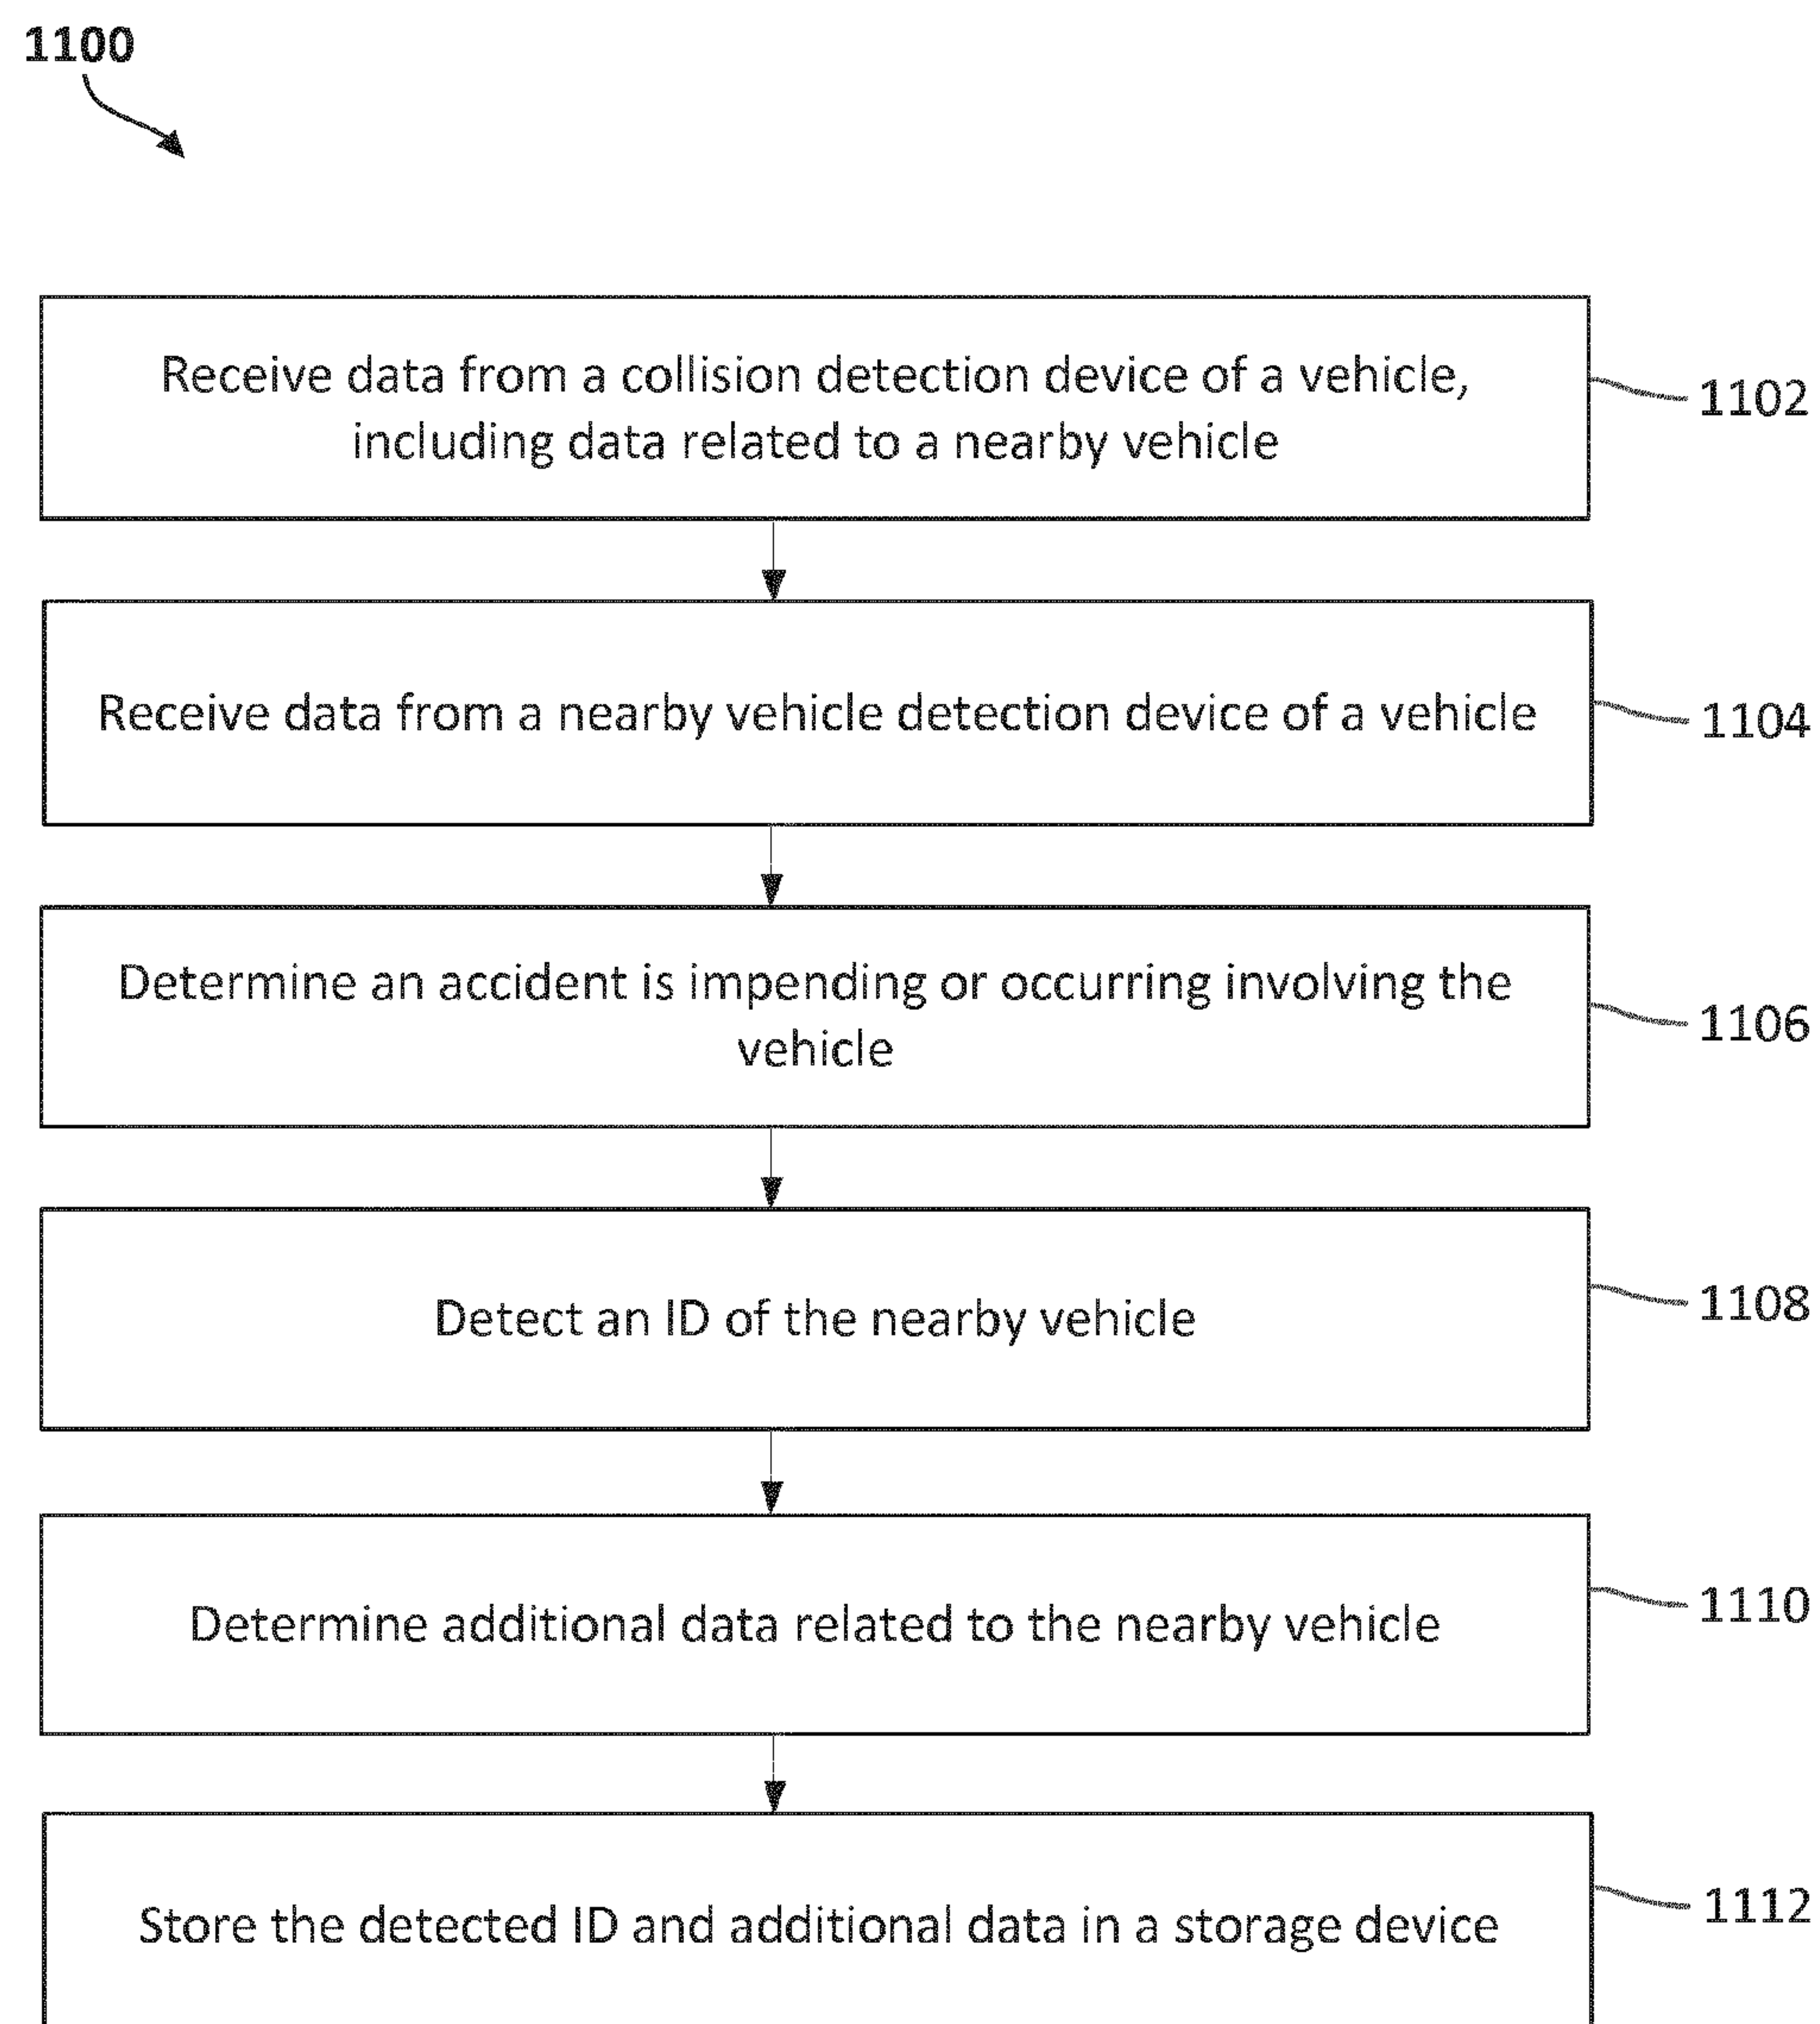 1100
Receive data from a collision detection device of a vehicle,
including data related to a nearby vehicle
1102
Receive data from a nearby vehicle detection device of a vehicle
1104
Determine an accident is impending or occurring involving the
vehicle
1106
Detect an ID of the nearby vehicle
1108
Determine additional data related to the nearby vehicle
1110
Store the detected ID and additional data in a storage device
1112